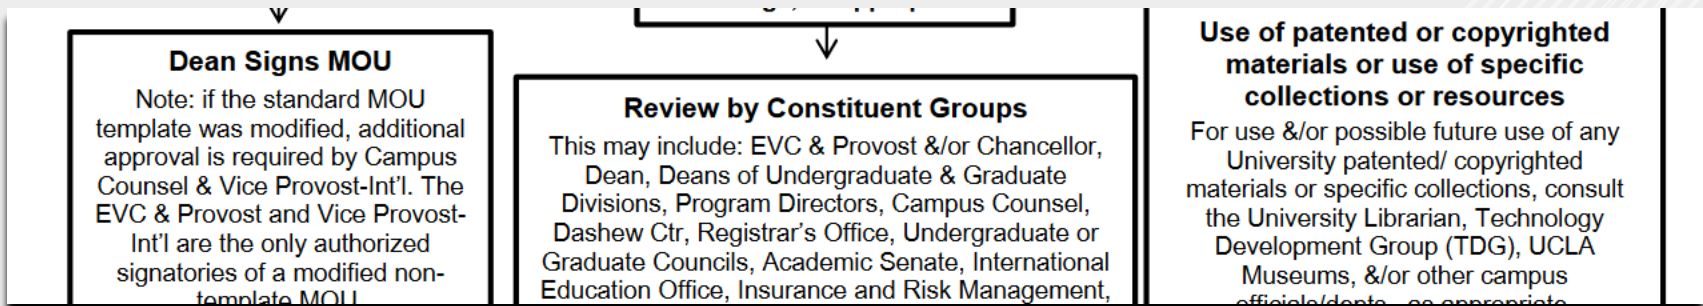 Dean Signs MOU
Note: if the standard MOU
template was modified, additional
approval is required by Campus
Counsel & Vice Provost-Int'l. The
EVC & Provost and Vice Provost-
Int'l are the only authorized
signatories of a modified non-
template MOU
Review by Constituent Groups
This may include: EVC & Provost &/or Chancellor,
Dean, Deans of Undergraduate & Graduate
Divisions, Program Directors, Campus Counsel,
Dashew Ctr, Registrar's Office, Undergraduate or
Graduate Councils, Academic Senate, International
Education Office, Insurance and Risk Management,
Use of patented or copyrighted
materials or use of specific
collections or resources
For use &/or possible future use of any
University patented/ copyrighted
materials or specific collections, consult
the University Librarian, Technology
Development Group (TDG), UCLA
Museums, &/or other campus
officials/depts., as appropriate